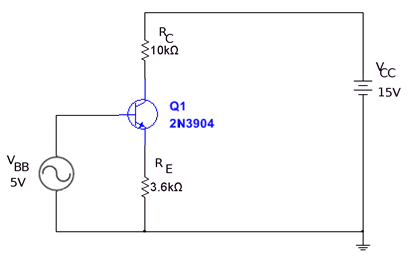 RC
10kΩ
VCC
15V
Q1
2N3904
VBB
5V
RE
3.6kΩ